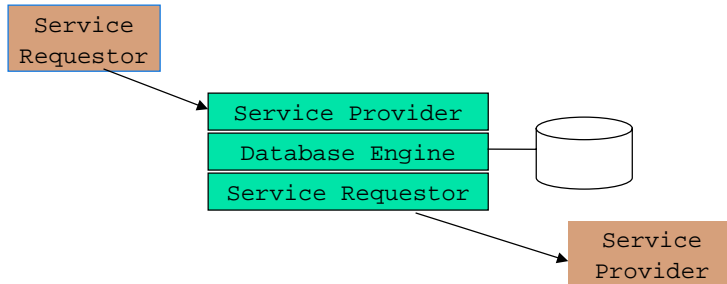 Service
Requestor
Service Provider
Database Engine
Service Requestor
Service
Provider